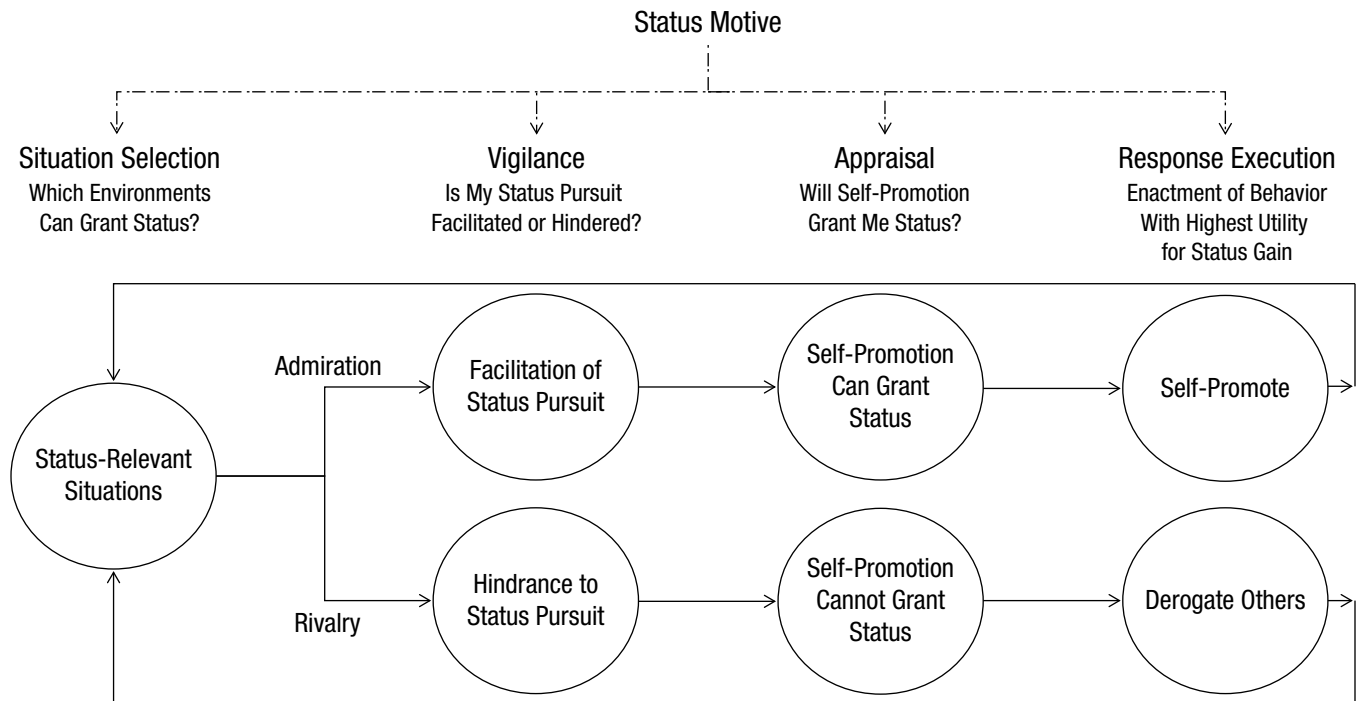 Status Motive
Situation Selection
Which Environments
Can Grant Status?
Vigilance
Is My Status Pursuit
Facilitated or Hindered?
Appraisal
Will Self-Promotion
Grant Me Status?
Response Execution
Enactment of Behavior
With Highest Utility
for Status Gain
Status-Relevant
Situations
Admiration
Facilitation of
Status Pursuit
Self-Promotion
Can Grant
Status
Self-Promote
Rivalry
Hindrance to
Status Pursuit
Self-Promotion
Cannot Grant
Status
Derogate Others